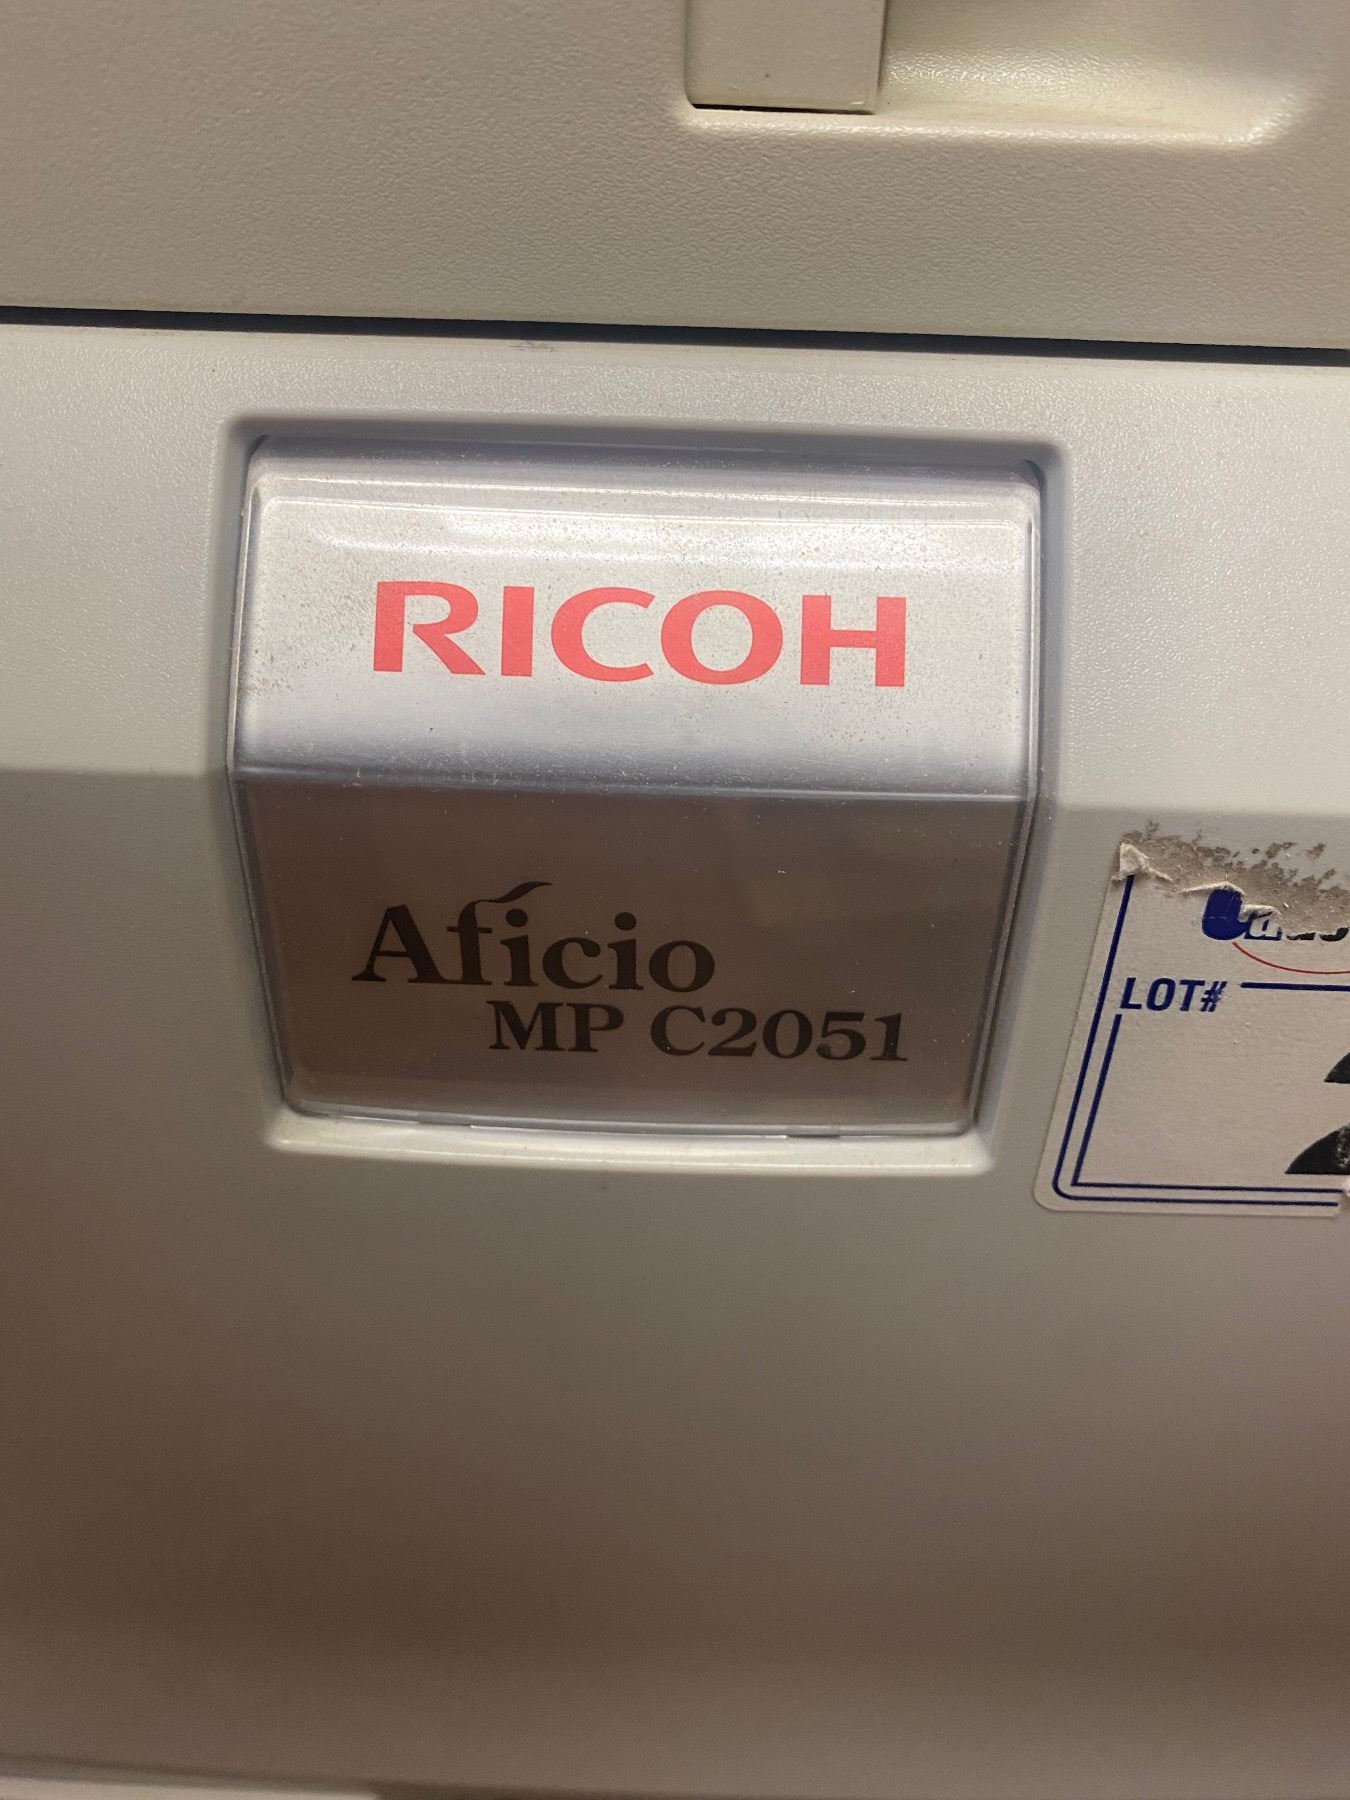 RICOH
Aficio
MP C2051
LOT#